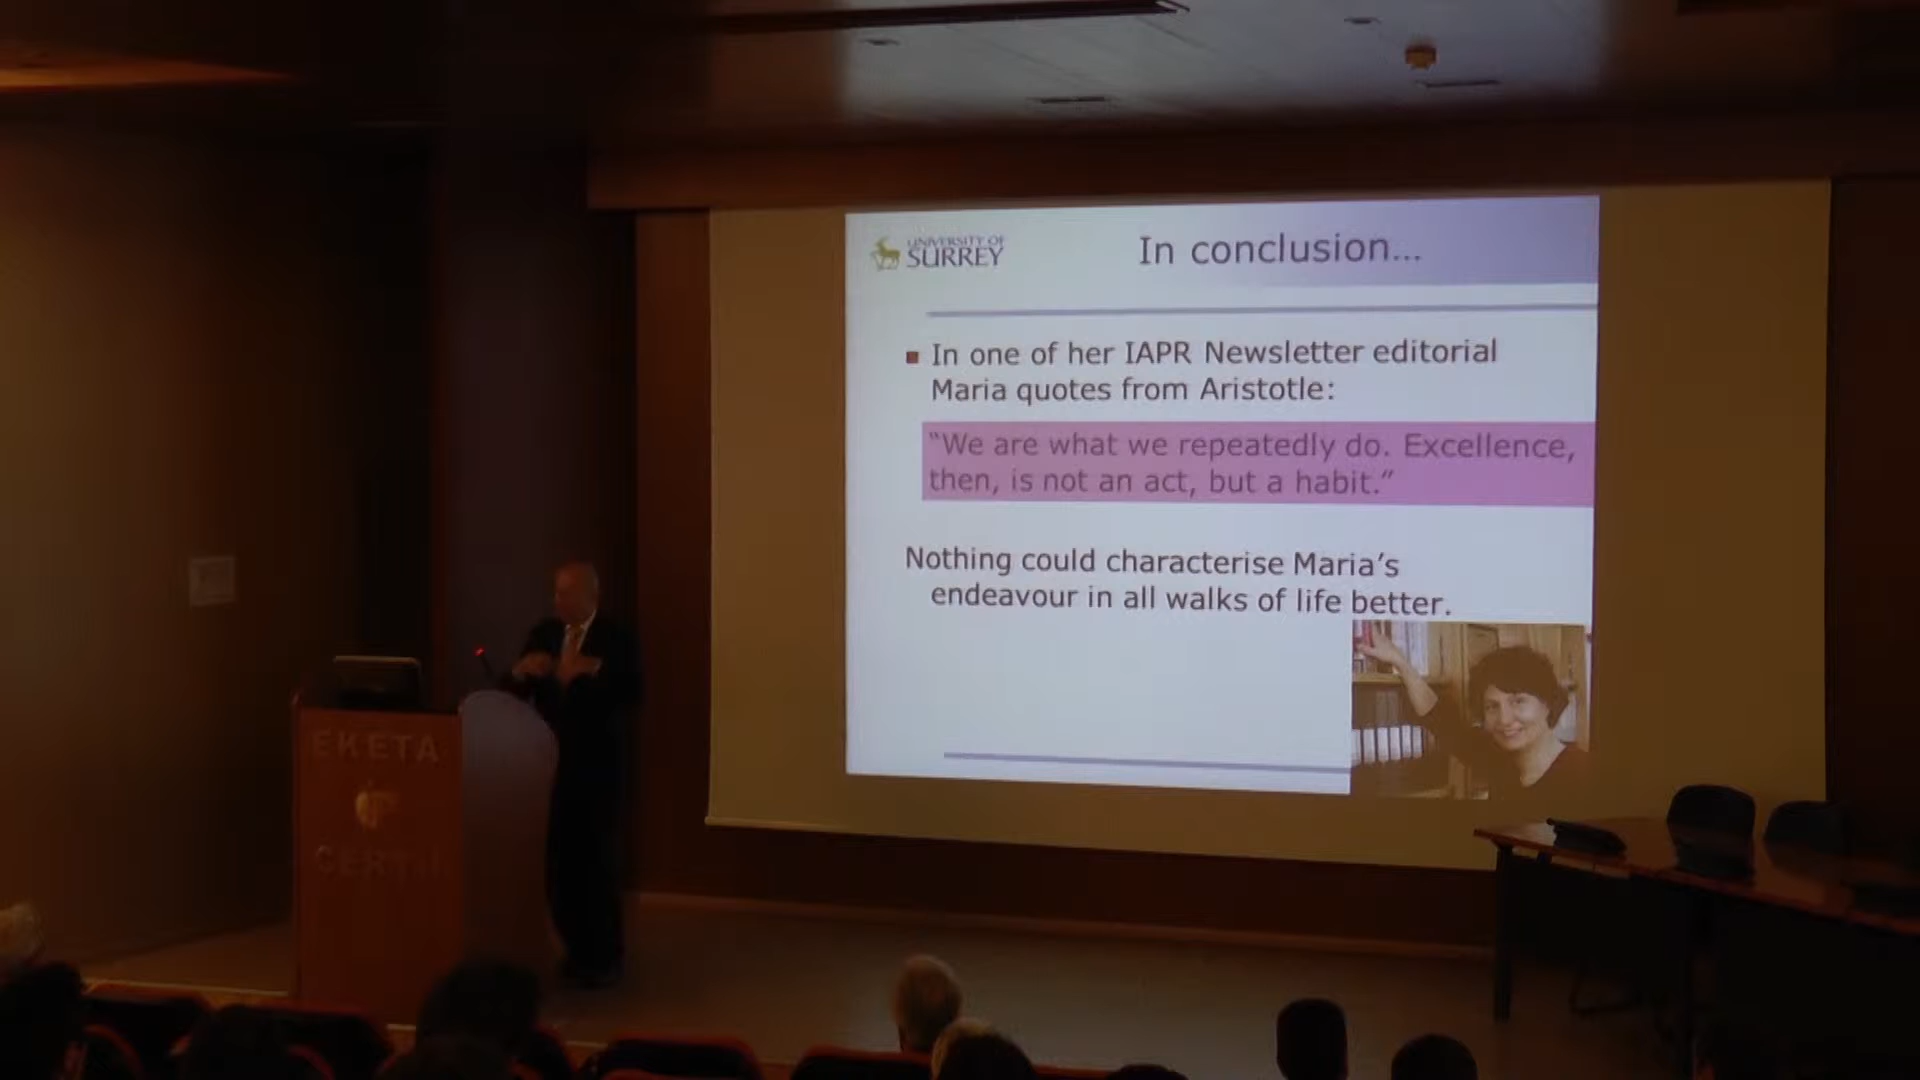 UNIVERSITY OF
SURREY
In conclusion...
In one of her IAPR Newsletter editorial
Maria quotes from Aristotle:
“We are what we repeatedly do. Excellence,
then, is not an act, but a habit.”
Nothing could characterise Maria’s
endeavour in all walks of life better.
EKETA
CERTH